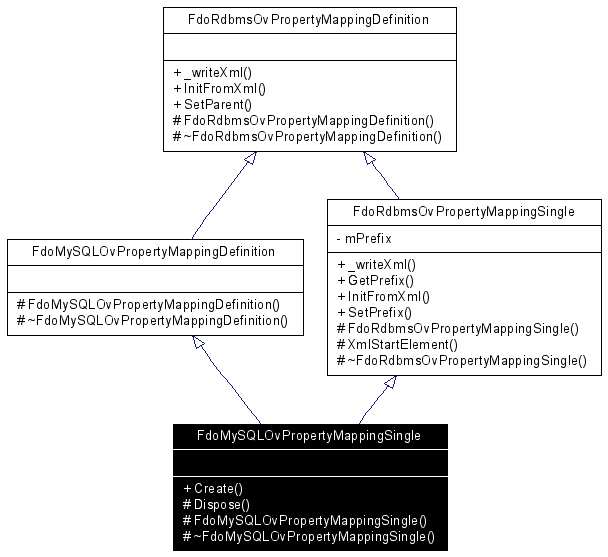 FdoRdbmsOvPropertyMappingDefinition
+ _writeXml()
+ InitFromXml()
+ SetParent()
# FdoRdbmsOvPropertyMappingDefinition()
# ~FdoRdbmsOvPropertyMappingDefinition()
FdoMySQLOvPropertyMappingDefinition
# FdoMySQLOvPropertyMappingDefinition()
# ~FdoMySQLOvPropertyMappingDefinition()
FdoRdbmsOvPropertyMappingSingle
- mPrefix
+ _writeXml()
+ GetPrefix()
+ InitFromXml()
+ SetPrefix()
# FdoRdbmsOvPropertyMappingSingle()
# XmlStartElement()
# ~FdoRdbmsOvPropertyMappingSingle()
FdoMySQLOvPropertyMappingSingle
+ Create()
# Dispose()
# FdoMySQLOvPropertyMappingSingle()
# ~FdoMySQLOvPropertyMappingSingle()